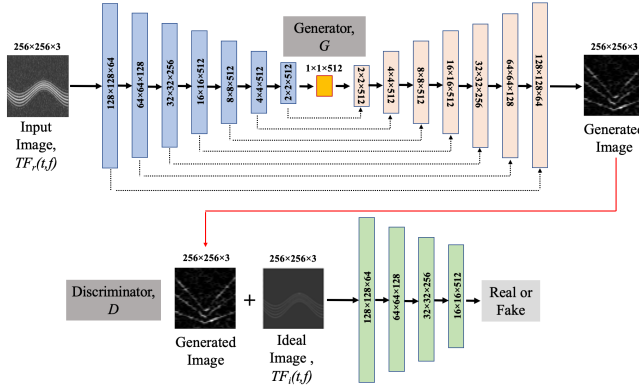 Generator,
G
256×256×3
128×128×64
64×64×128
32×32×256
16×16×512
8×8×512
4×4×512
2×2×512
1×1×512
2×2×512
4×4×512
8×8×512
16×16×512
32×32×256
64×64×128
128×128×64
256×256×3
Input
Image,
TFr(t,f)
Generated
Image
Discriminator,
D
256×256×3
Generated
Image
+
256×256×3
Ideal
Image ,
TFi(t,f)
128×128×64
64×64×128
32×32×256
16×16×512
Real or
Fake